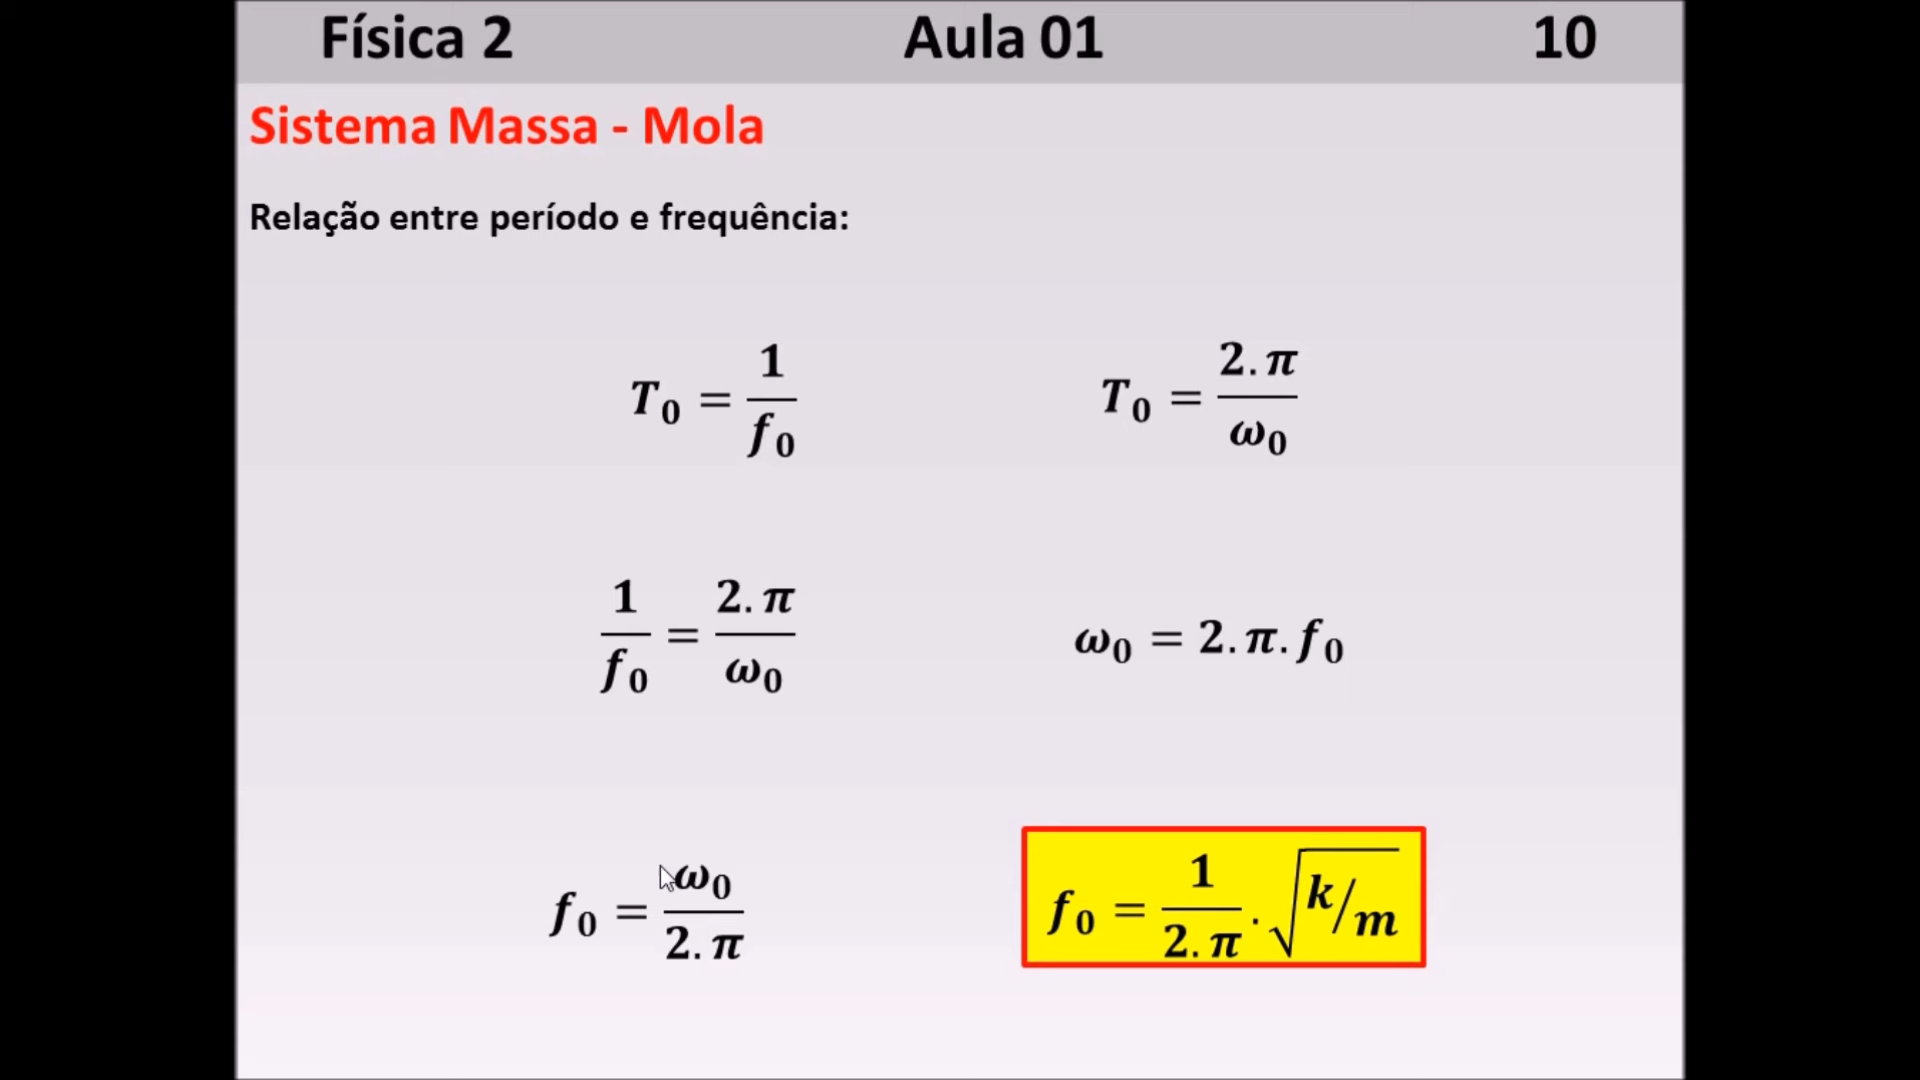 Física 2 Aula 01 10
Sistema Massa - Mola
Relação entre período e frequência:
T₀ = 1/f₀ T₀ = 2.π/ω₀
1/f₀ = 2.π/ω₀ ω₀ = 2.π.f₀
f₀ = ω₀/2.π f₀ = 1/2.π . √k/m